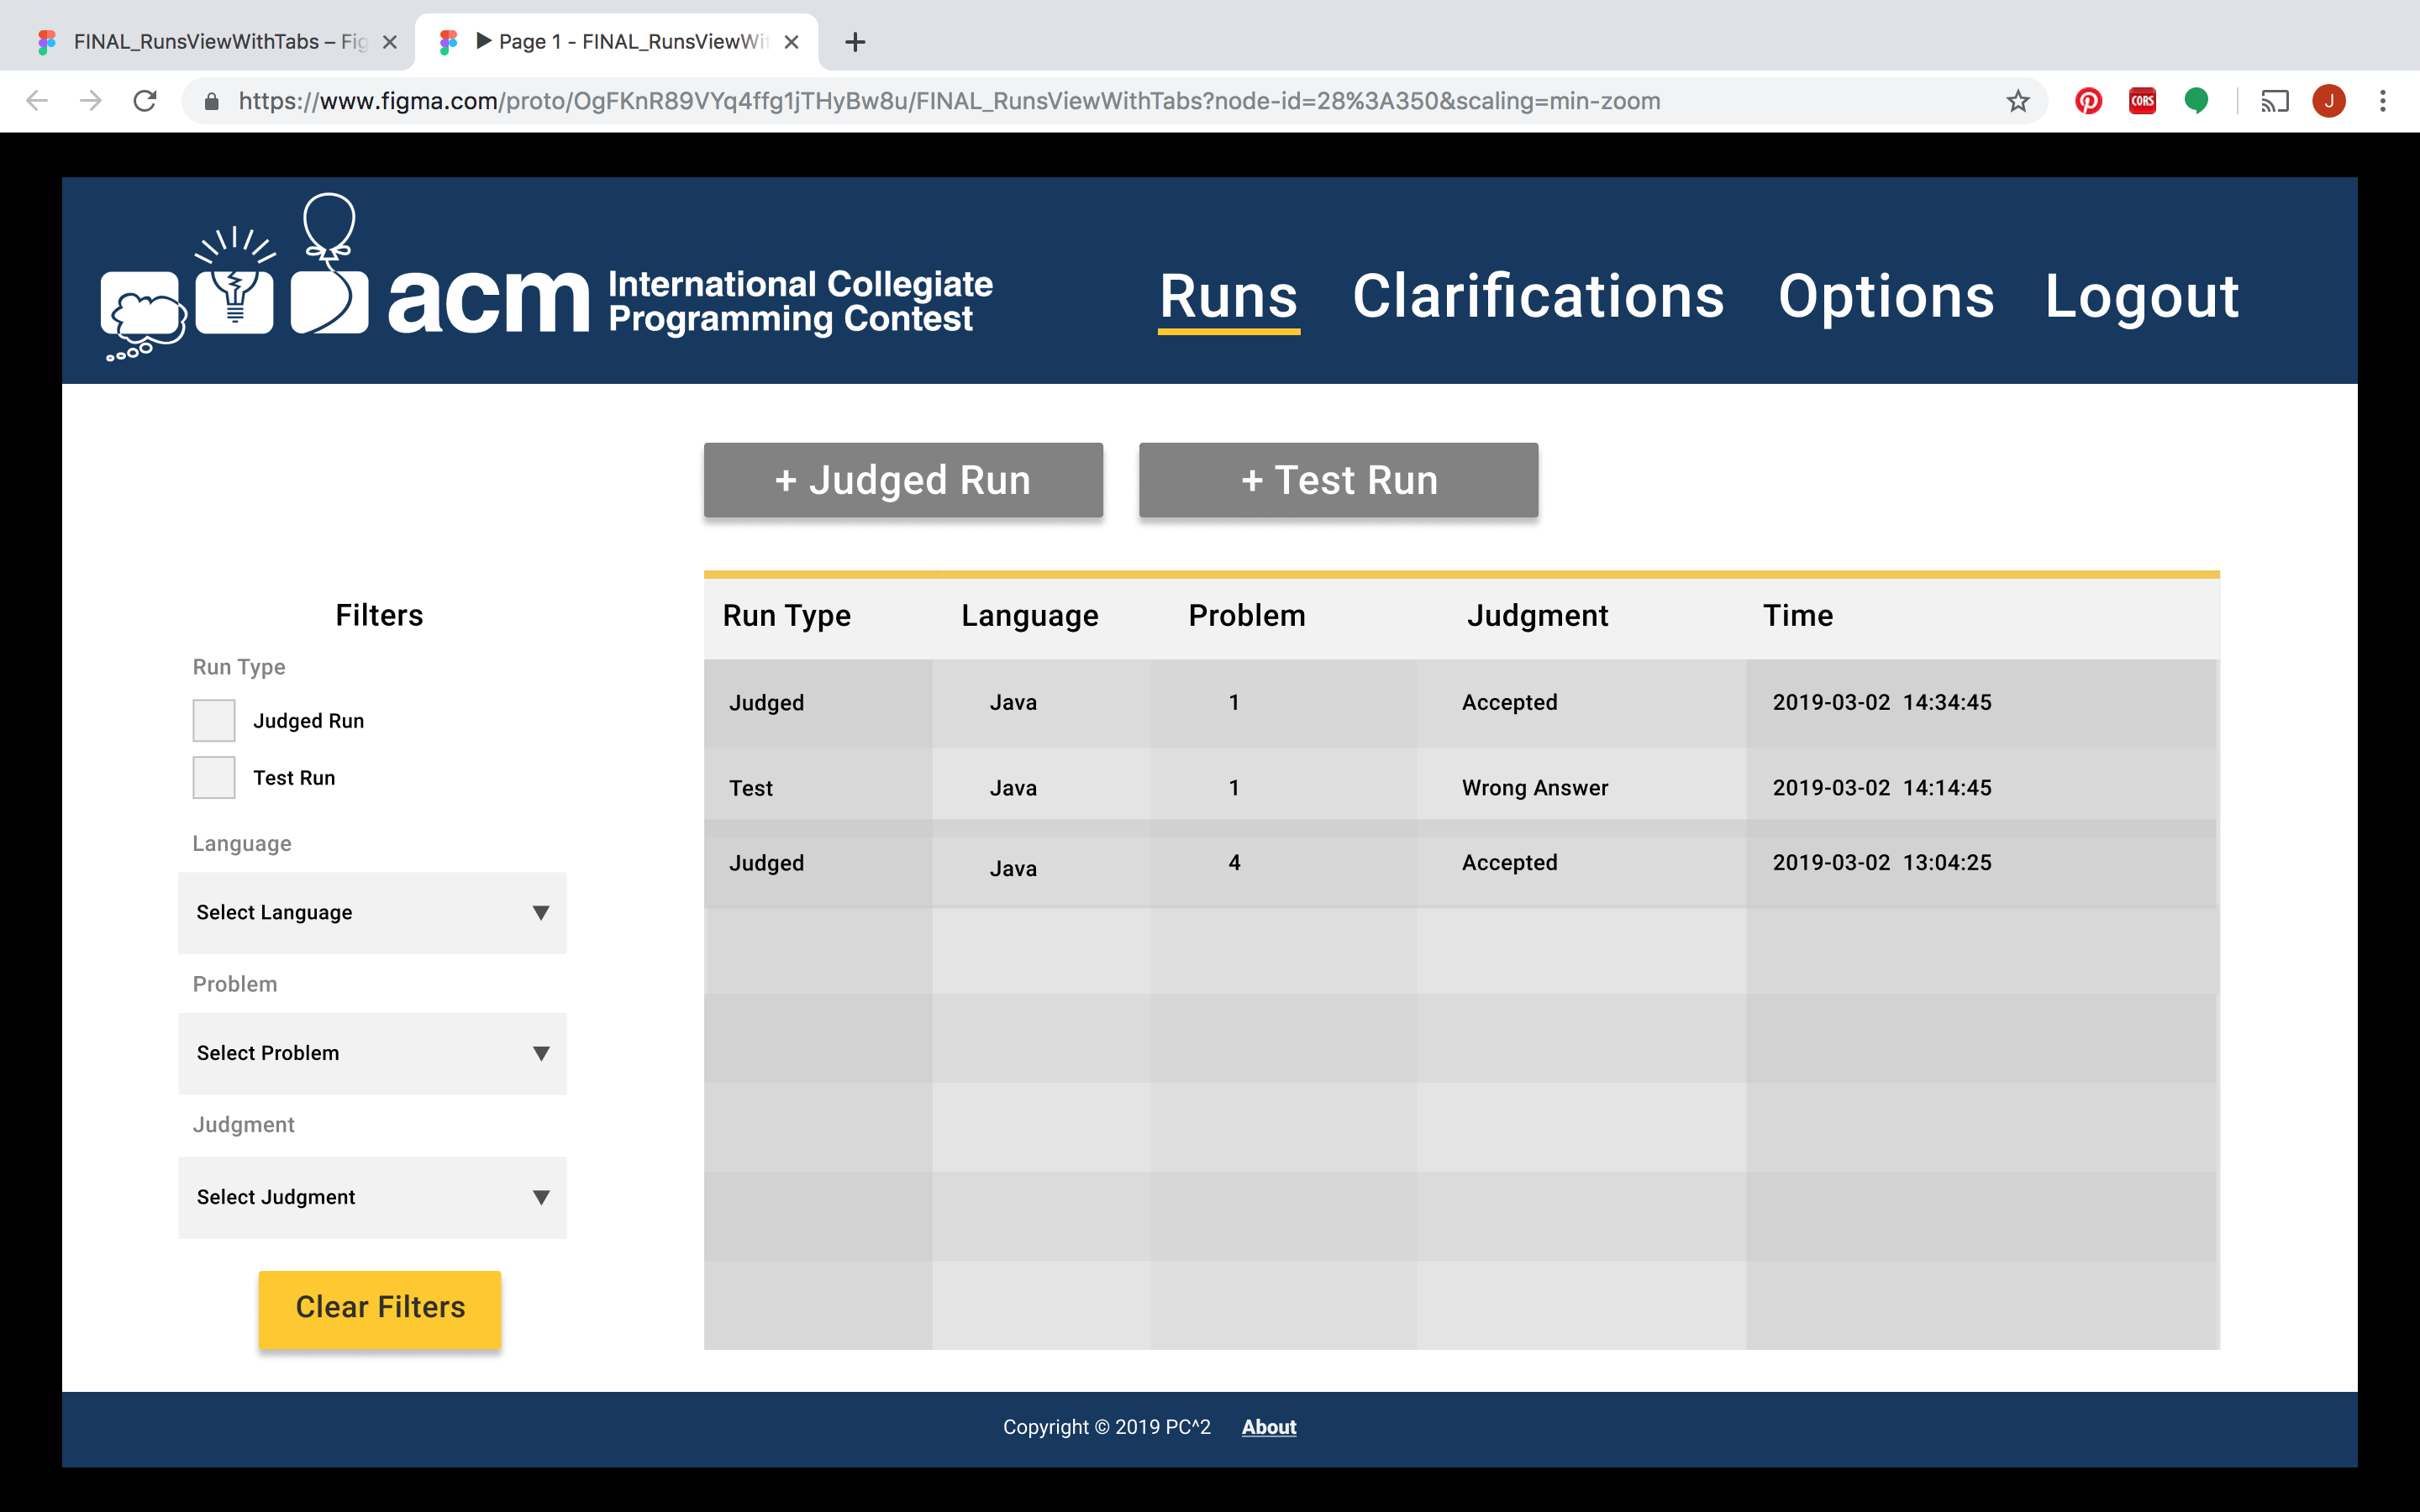 FINAL_RunsViewWithTabs – Fig
▶ Page 1 - FINAL_RunsViewWit
https://www.figma.com/proto/OgFKnR89VYq4ffg1jTHyBw8u/FINAL_RunsViewWithTabs?node-id=28%3A350&scaling=min-zoom
CORS
J
acm International Collegiate
Programming Contest
Runs Clarifications Options Logout
+ Judged Run + Test Run
Filters
Run Type
Judged Run
Test Run
Language
Select Language
Problem
Select Problem
Judgment
Select Judgment
Clear Filters
Run Type Language Problem Judgment Time
Judged Java 1 Accepted 2019-03-02 14:34:45
Test Java 1 Wrong Answer 2019-03-02 14:14:45
Judged Java 4 Accepted 2019-03-02 13:04:25
Copyright © 2019 PC^2 About